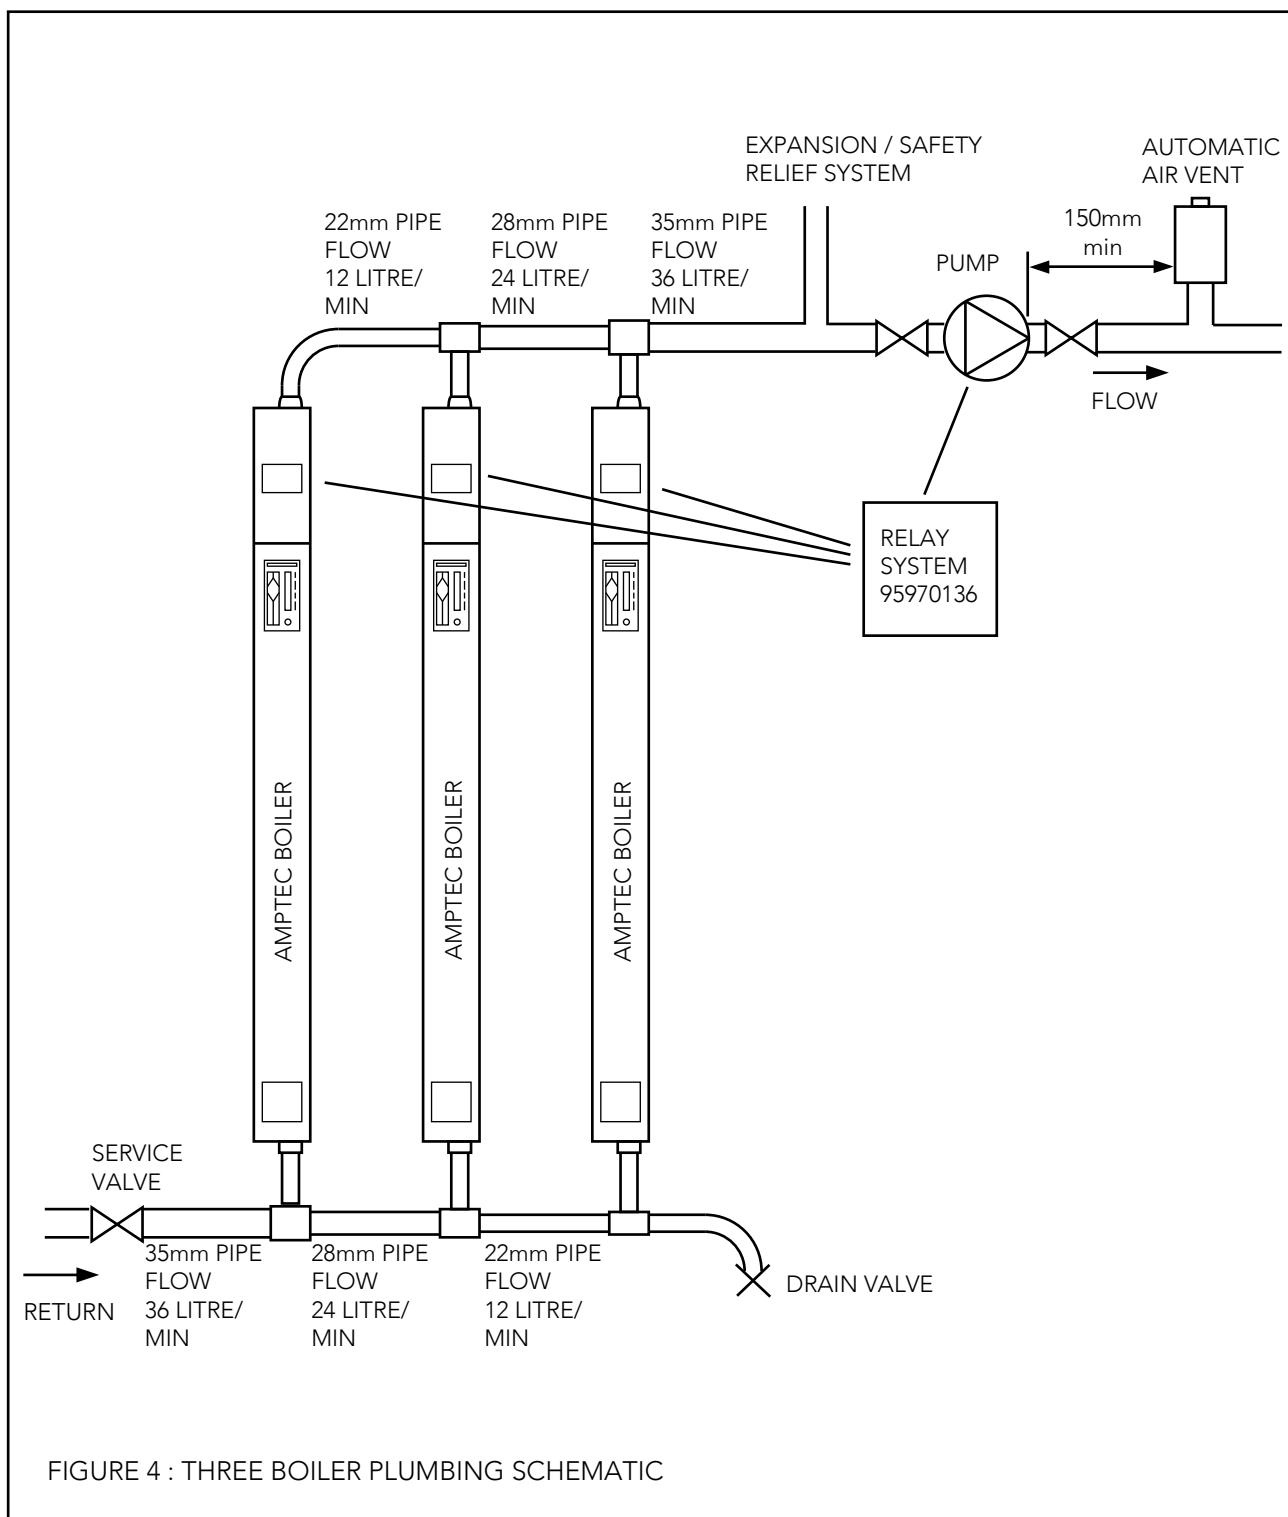 EXPANSION / SAFETY
RELIEF SYSTEM
AUTOMATIC
AIR VENT
22mm PIPE
FLOW
12 LITRE/
MIN
28mm PIPE
FLOW
24 LITRE/
MIN
35mm PIPE
FLOW
36 LITRE/
MIN
150mm
min
PUMP
FLOW
RELAY
SYSTEM
95970136
AMPTEC BOILER
AMPTEC BOILER
AMPTEC BOILER
SERVICE
VALVE
RETURN
35mm PIPE
FLOW
36 LITRE/
MIN
28mm PIPE
FLOW
24 LITRE/
MIN
22mm PIPE
FLOW
12 LITRE/
MIN
DRAIN VALVE
FIGURE 4 : THREE BOILER PLUMBING SCHEMATIC